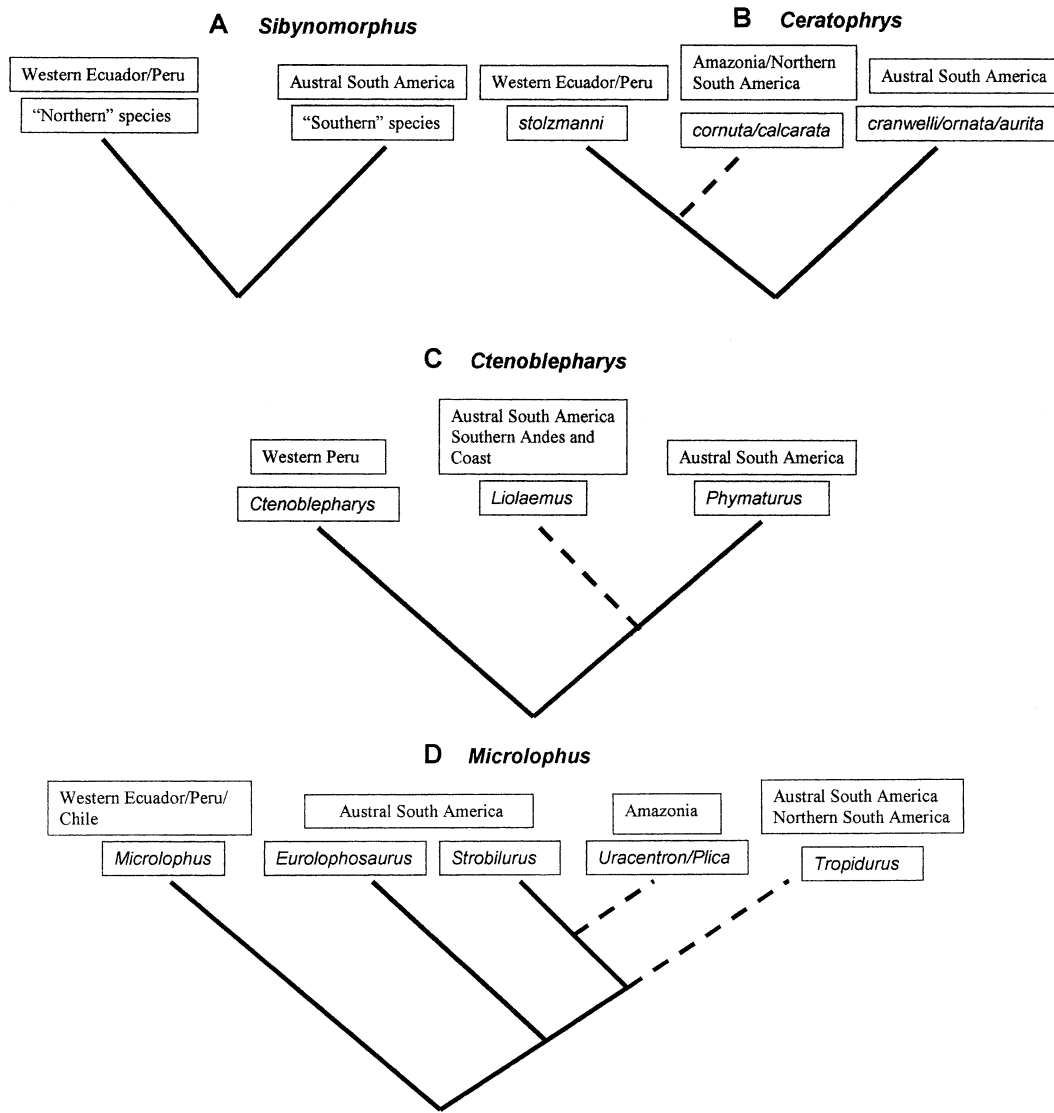 A Sibynomorphus
Western Ecuador/Peru
Austral South America
“Northern” species
“Southern” species
B Ceratophrys
Western Ecuador/Peru
Amazonia/Northern
South America
Austral South America
stolzmanni
cornuta/calcarata
cranwelli/ornata/aurita
C Ctenoblepharys
Western Peru
Austral South America
Southern Andes and
Coast
Austral South America
Ctenoblepharys
Liolaemus
Phymaturus
D Microlophus
Western Ecuador/Peru/
Chile
Austral South America
Amazonia
Austral South America
Northern South America
Microlophus
Eurolophosaurus
Strobilurus
Uracentron/Plica
Tropidurus